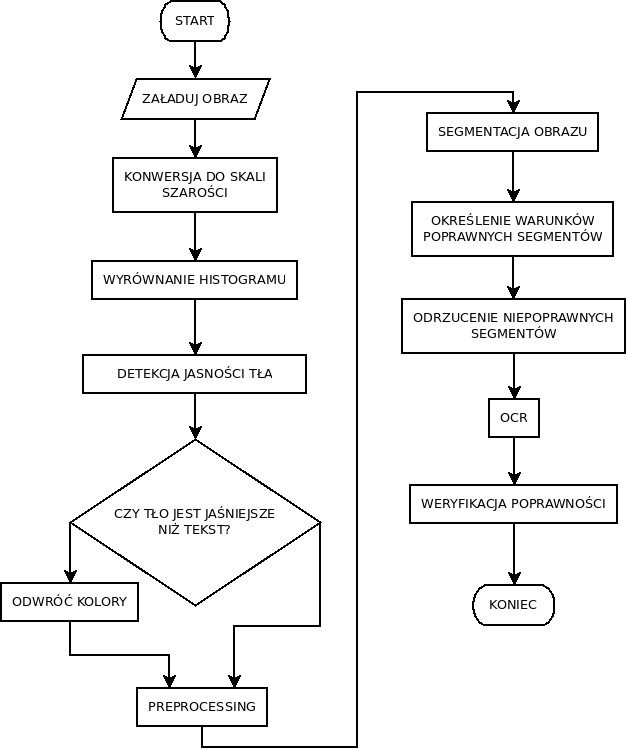 START
ZAŁADUJ OBRAZ
KONWERSJA DO SKALI
SZAROŚCI
WYRÓWNANIE HISTOGRAMU
DETEKCJA JASNOŚCI TŁA
CZY TŁO JEST JAŚNIEJSZE
NIŻ TEKST?
ODWRÓĆ KOLORY
PREPROCESSING
SEGMENTACJA OBRAZU
OKREŚLENIE WARUNKÓW
POPRAWNYCH SEGMENTÓW
ODRZUCENIE NIEPOPRAWNYCH
SEGMENTÓW
OCR
WERYFIKACJA POPRAWNOŚCI
KONIEC